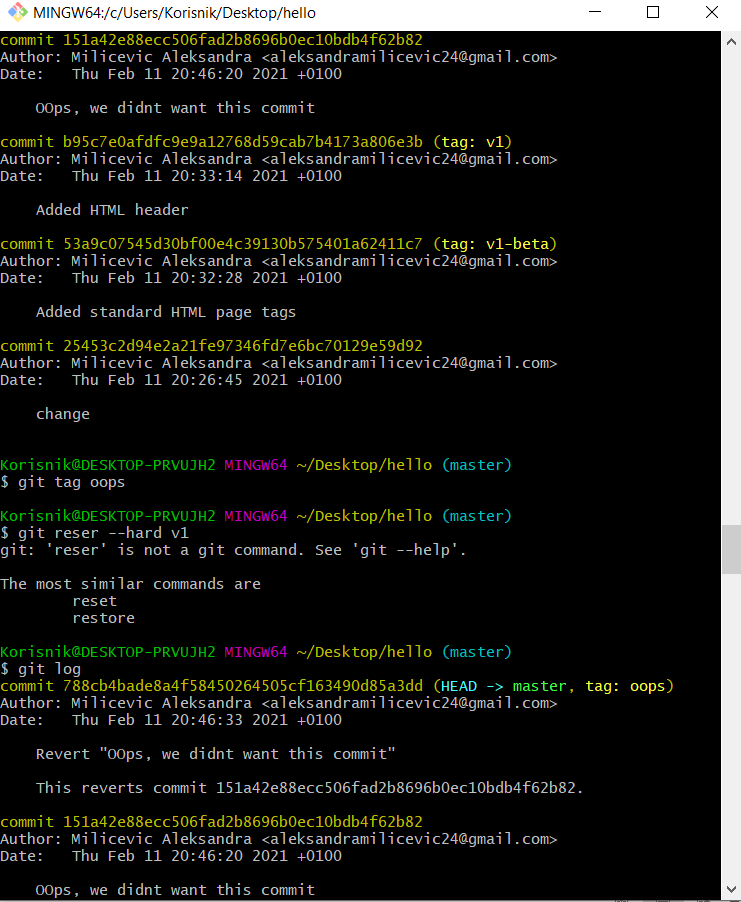 MINGW64:/c/Users/Korisnik/Desktop/hello
commit 151a42e88ecc506fad2b8696b0ec10bdb4f62b82
Author: Milicevic Aleksandra <aleksandramilicevic24@gmail.com>
Date:   Thu Feb 11 20:46:20 2021 +0100
OOps, we didnt want this commit
commit b95c7e0afdfc9e9a12768d59cab7b4173a806e3b (tag: v1)
Author: Milicevic Aleksandra <aleksandramilicevic24@gmail.com>
Date:   Thu Feb 11 20:33:14 2021 +0100
Added HTML header
commit 53a9c07545d30bf00e4c39130b575401a62411c7 (tag: v1-beta)
Author: Milicevic Aleksandra <aleksandramilicevic24@gmail.com>
Date:   Thu Feb 11 20:32:28 2021 +0100
Added standard HTML page tags
commit 25453c2d94e2a21fe97346fd7e6bc70129e59d92
Author: Milicevic Aleksandra <aleksandramilicevic24@gmail.com>
Date:   Thu Feb 11 20:26:45 2021 +0100
change
Korisnik@DESKTOP-PRVUJH2 MINGW64 ~/Desktop/hello (master)
$ git tag oops
Korisnik@DESKTOP-PRVUJH2 MINGW64 ~/Desktop/hello (master)
$ git reser --hard v1
git: 'reser' is not a git command. See 'git --help'.
The most similar commands are
reset
restore
Korisnik@DESKTOP-PRVUJH2 MINGW64 ~/Desktop/hello (master)
$ git log
commit 788cb4bade8a4f58450264505cf163490d85a3dd (HEAD -> master, tag: oops)
Author: Milicevic Aleksandra <aleksandramilicevic24@gmail.com>
Date:   Thu Feb 11 20:46:33 2021 +0100
Revert "OOps, we didnt want this commit"
This reverts commit 151a42e88ecc506fad2b8696b0ec10bdb4f62b82.
commit 151a42e88ecc506fad2b8696b0ec10bdb4f62b82
Author: Milicevic Aleksandra <aleksandramilicevic24@gmail.com>
Date:   Thu Feb 11 20:46:20 2021 +0100
OOps, we didnt want this commit